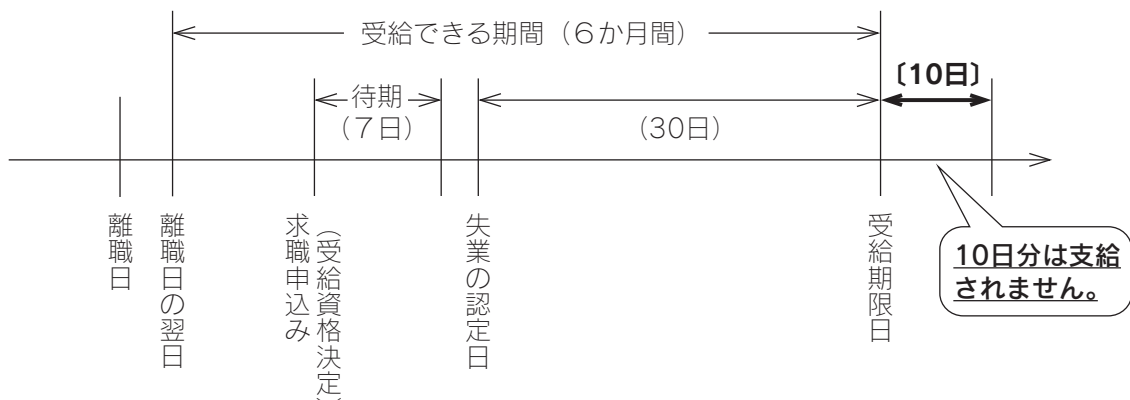 受給できる期間（６か月間）
〔10日〕
待期
（７日）
（30日）
離職日
離職日の翌日
求職申込み
（受給資格決定）
失業の認定日
受給期限日
10日分は支給
されません。